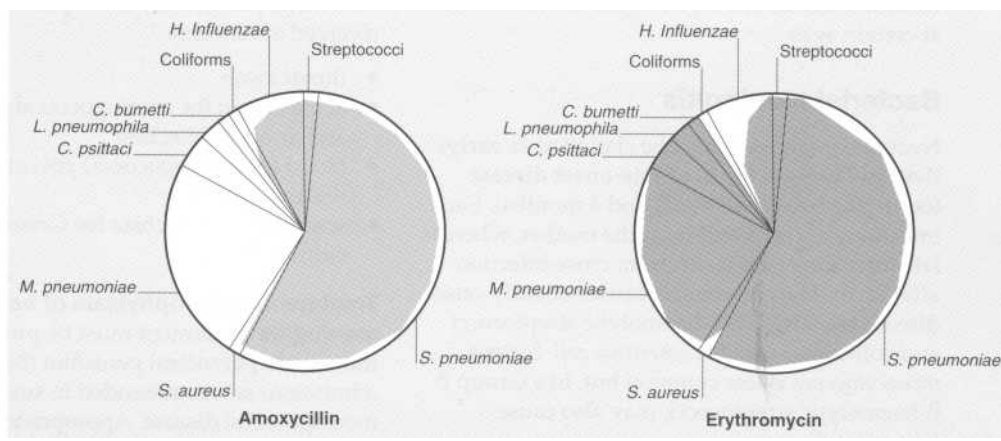 H. Influenzae
Streptococci
Coliforms
C. bumetti
L. pneumophila
C. psittaci
M. pneumoniae
S. pneumoniae
S. aureus
Amoxycillin
H. Influenzae
Streptococci
Coliforms
C. bumetti
L. pneumophila
C. psittaci
M. pneumoniae
S. pneumoniae
S. aureus
Erythromycin